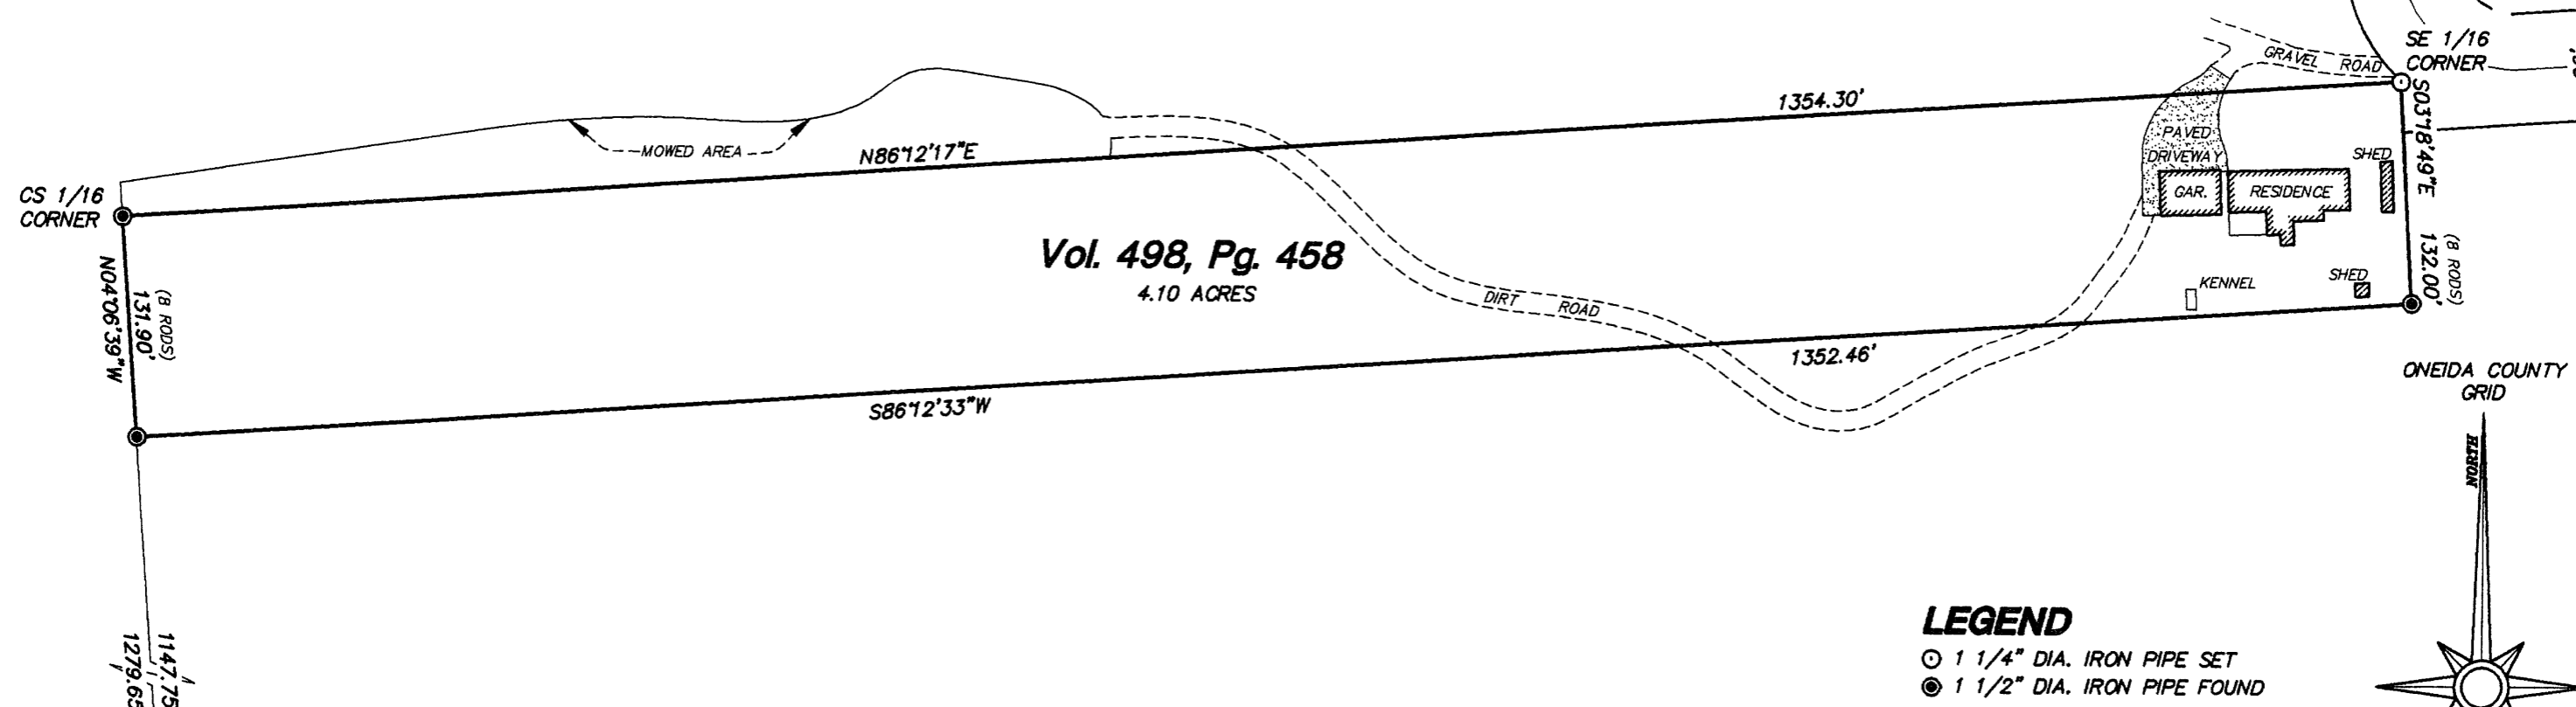 SE 1/16
CORNER
GRAVEL ROAD
1354.30'
S03°18'49"E
PAVED
DRIVEWAY
SHED
MOWED AREA
N86°12'17"E
CS 1/16
CORNER
GAR.
RESIDENCE
Vol. 498, Pg. 458
4.10 ACRES
N04°06'39"W
131.90'
(8 RODS)
DIRT ROAD
KENNEL
SHED
132.00'
(8 RODS)
1352.46'
S86°12'33"W
ONEIDA COUNTY
GRID
NORTH
LEGEND
1 1/4" DIA. IRON PIPE SET
1 1/2" DIA. IRON PIPE FOUND
1147.75
1279.65